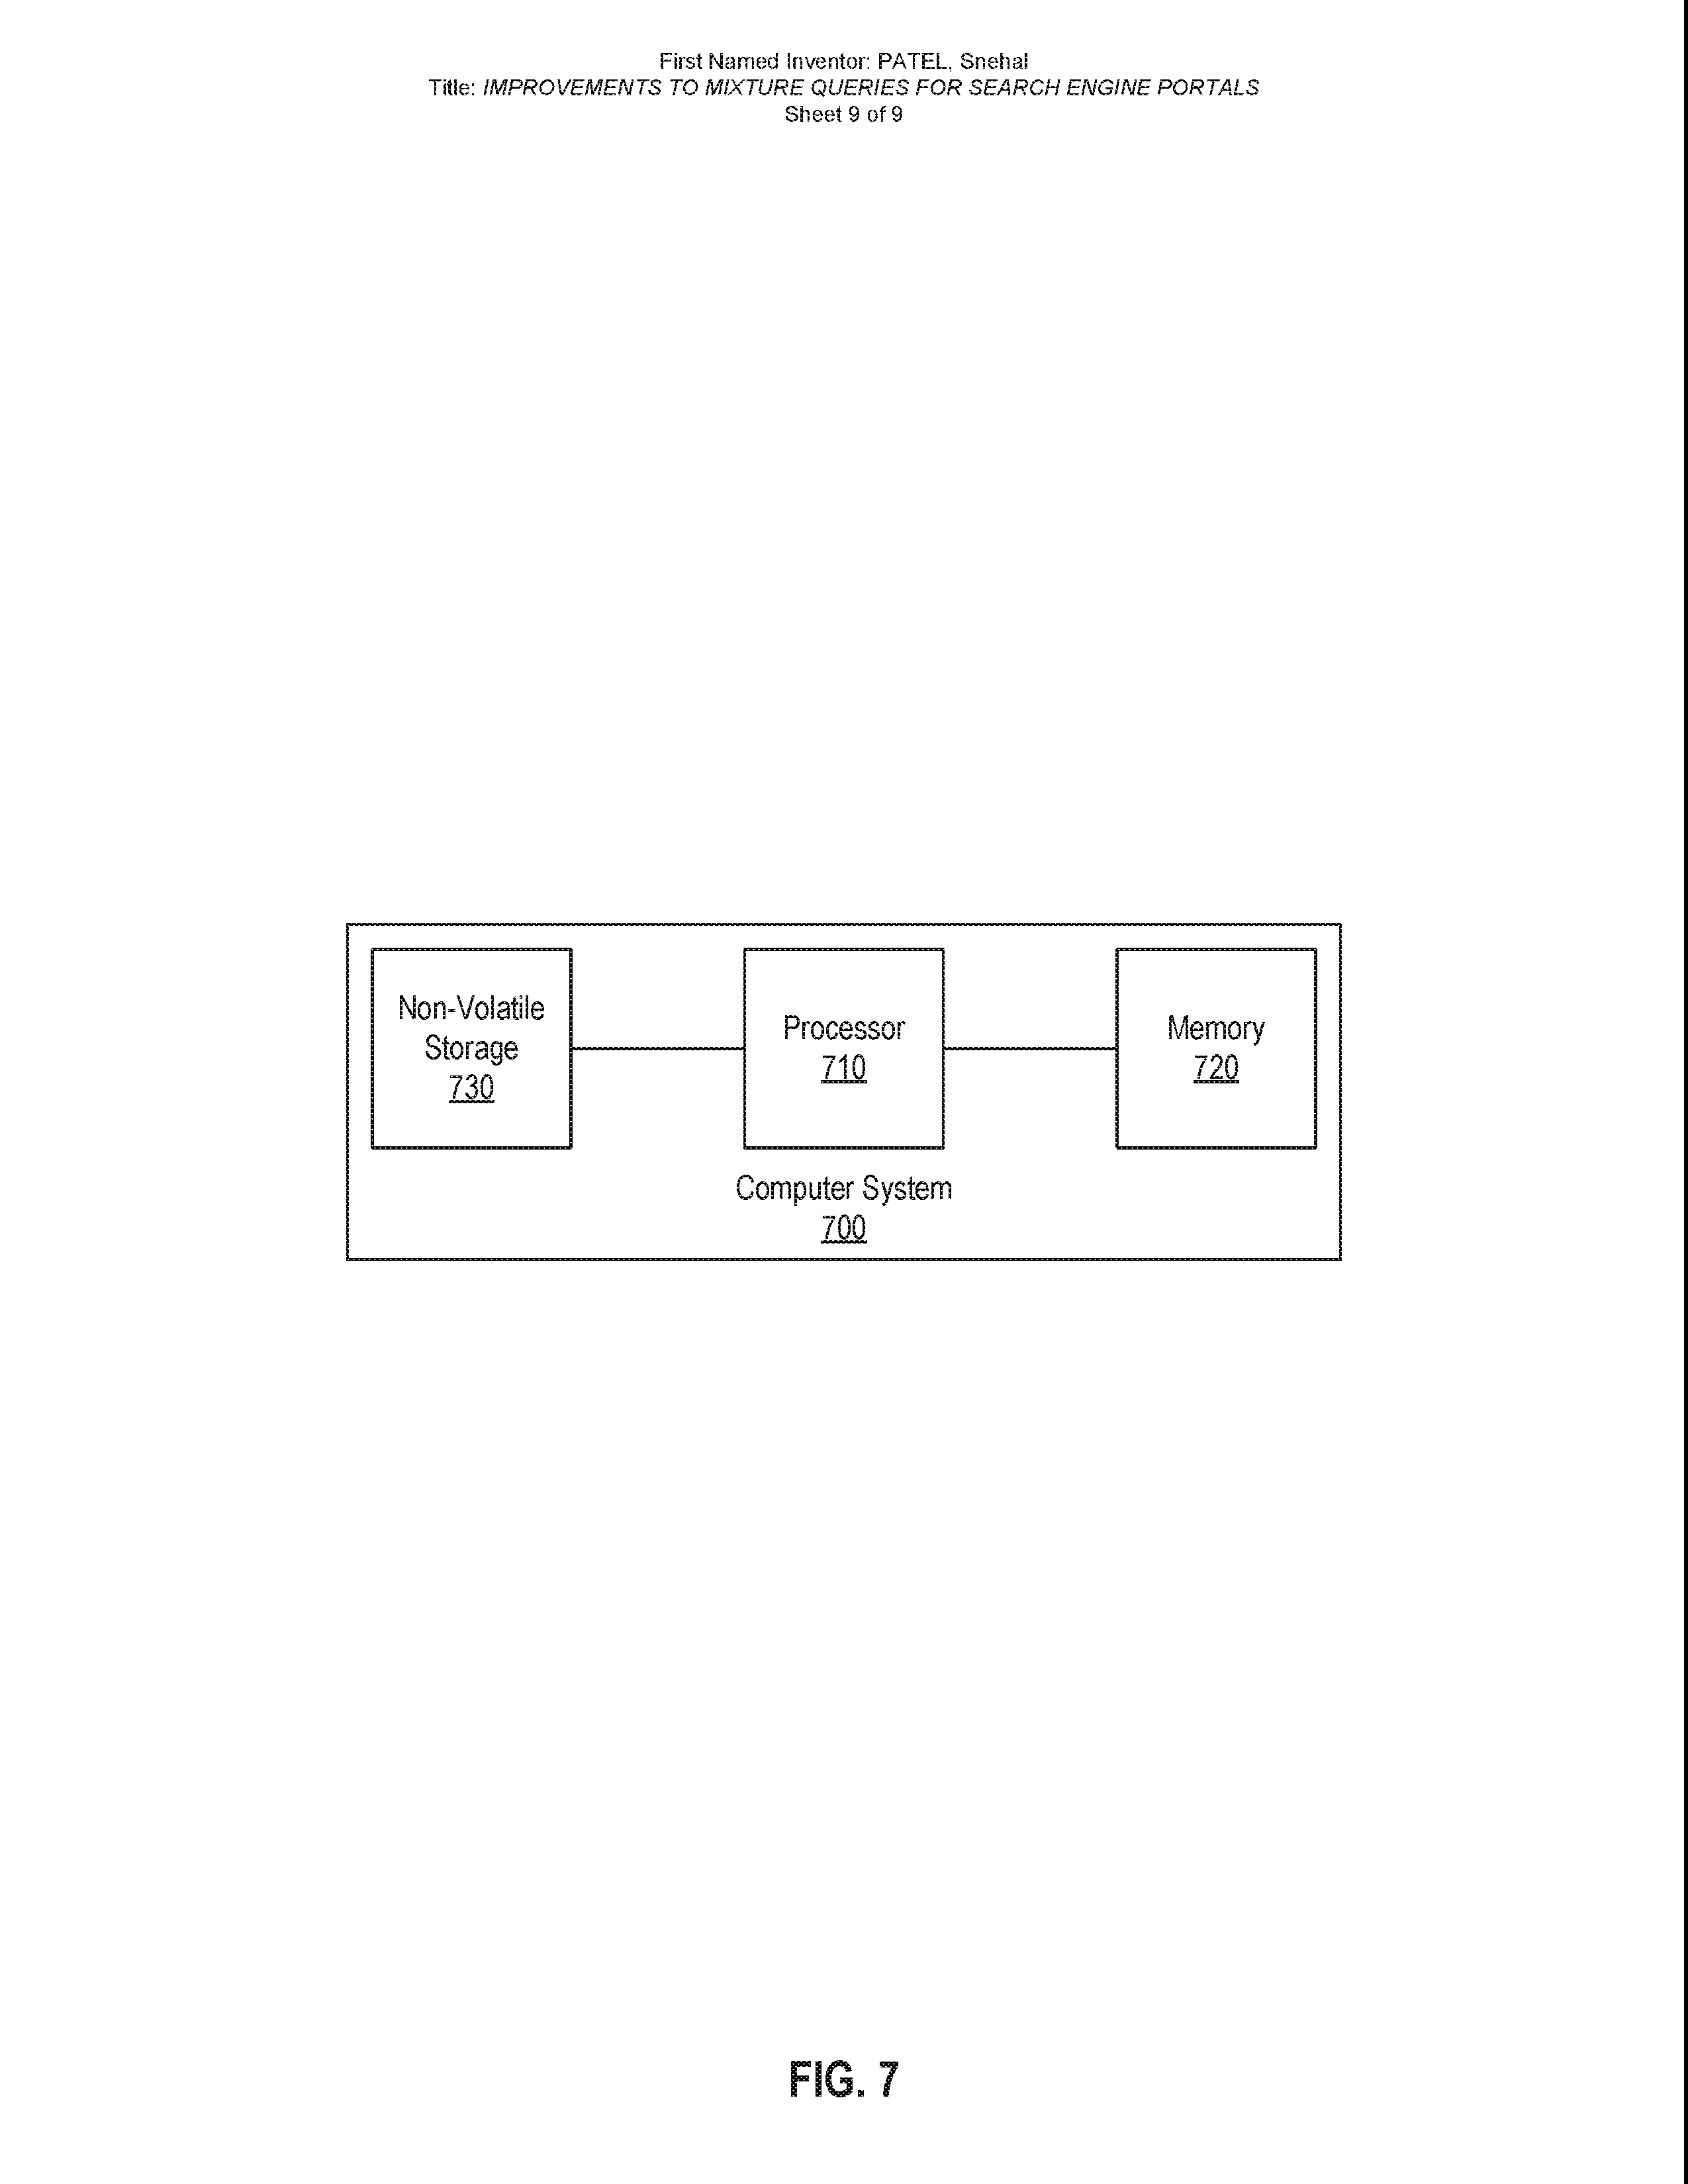 First Named Inventor: PATEL, Snehal
Title: IMPROVEMENTS TO MIXTURE QUERIES FOR SEARCH ENGINE PORTALS
Sheet 9 of 9
Non-Volatile
Storage
730
Processor
710
Memory
720
Computer System
700
FIG. 7